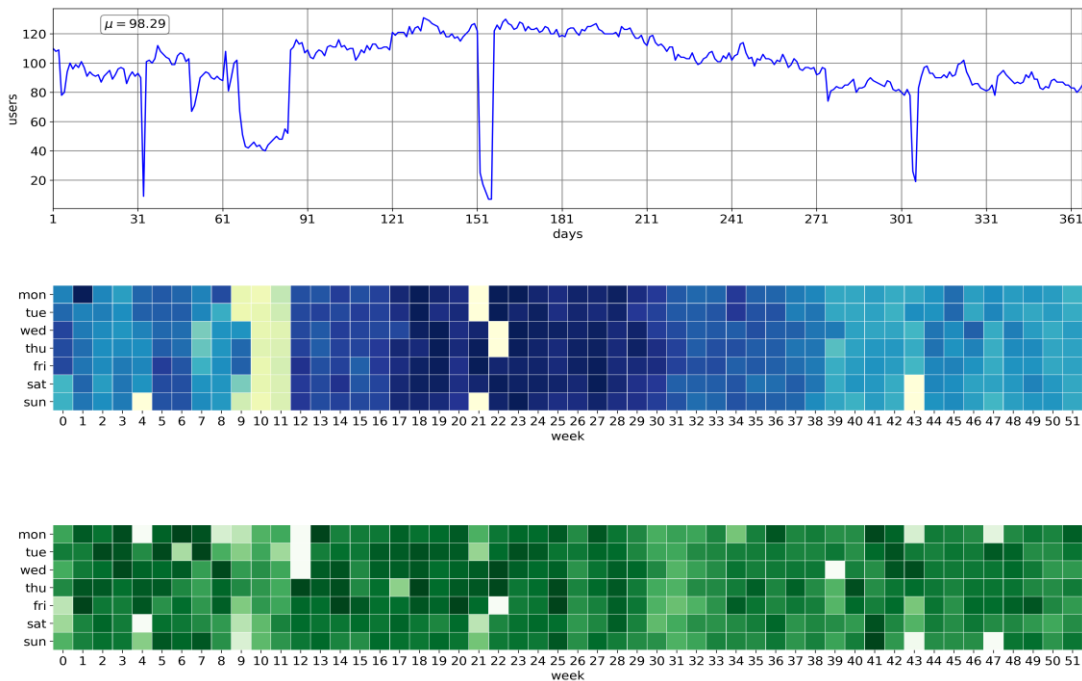 μ = 98.29
120
100
80
60
40
20
users
1 31 61 91 121 151 181 211 241 271 301 331 361
days
mon
tue
wed
thu
fri
sat
sun
0 1 2 3 4 5 6 7 8 9 10 11 12 13 14 15 16 17 18 19 20 21 22 23 24 25 26 27 28 29 30 31 32 33 34 35 36 37 38 39 40 41 42 43 44 45 46 47 48 49 50 51
week
mon
tue
wed
thu
fri
sat
sun
0 1 2 3 4 5 6 7 8 9 10 11 12 13 14 15 16 17 18 19 20 21 22 23 24 25 26 27 28 29 30 31 32 33 34 35 36 37 38 39 40 41 42 43 44 45 46 47 48 49 50 51
week